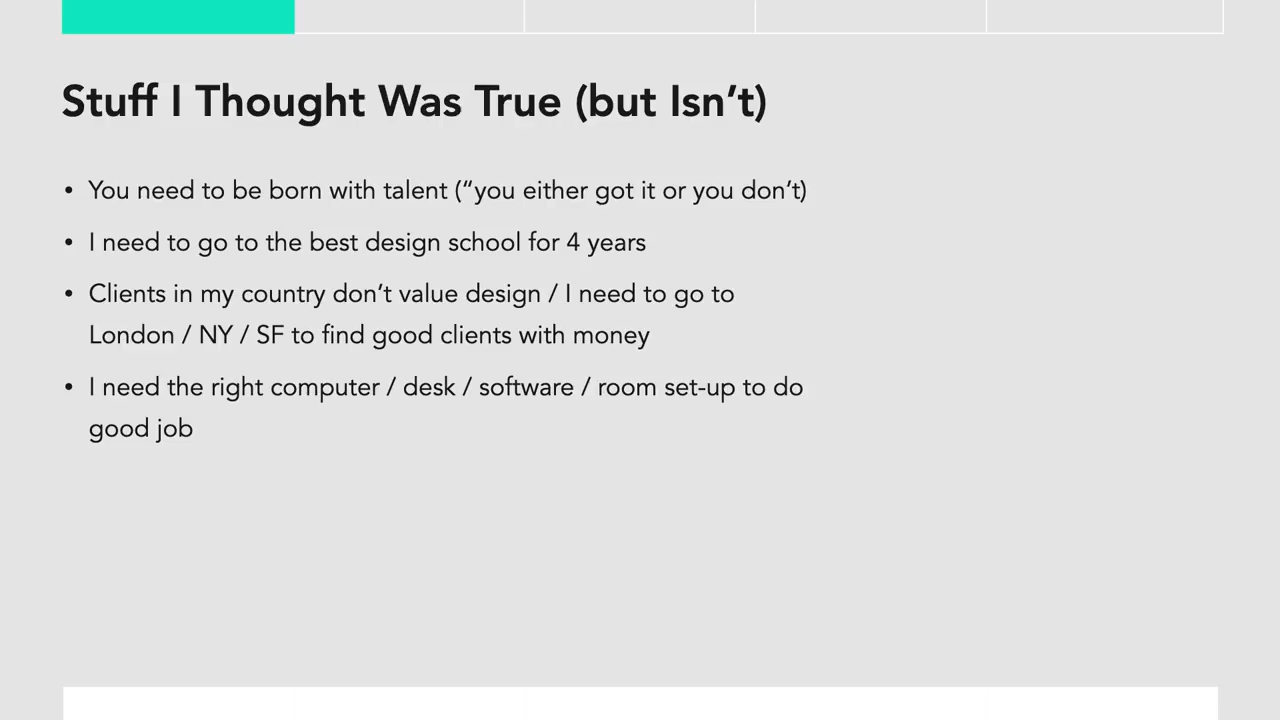 Stuff I Thought Was True (but Isn’t)
• You need to be born with talent (“you either got it or you don’t)
• I need to go to the best design school for 4 years
• Clients in my country don’t value design / I need to go to
London / NY / SF to find good clients with money
• I need the right computer / desk / software / room set-up to do
good job